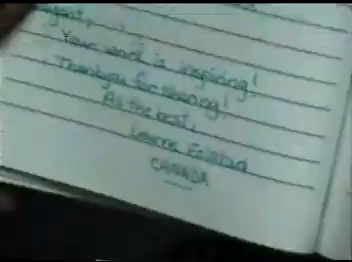 Your work is inspiring!
Thankyou for sharing!
All the best,
CANADA